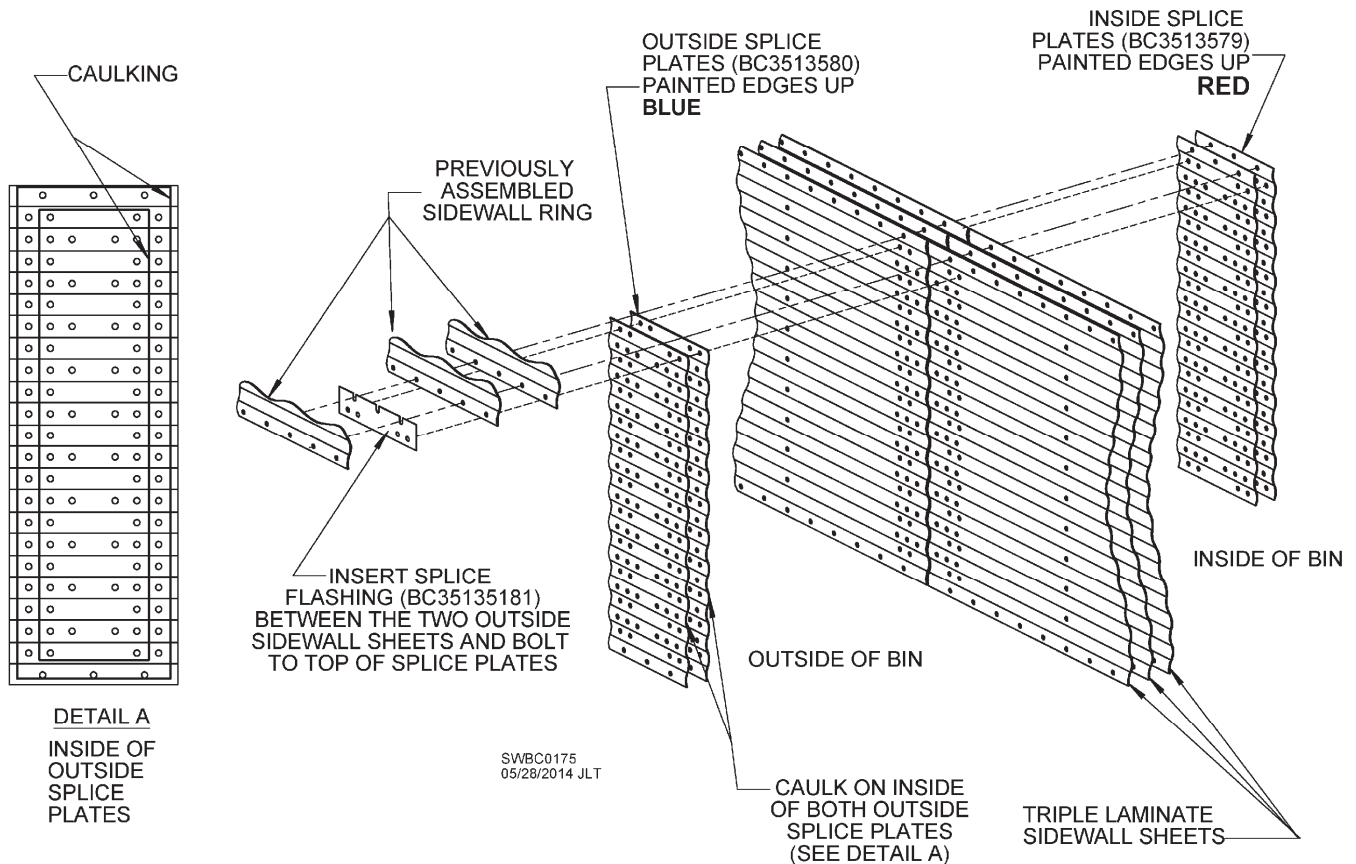 CAULKING
OUTSIDE SPLICE
PLATES (BC3513580)
PAINTED EDGES UP
BLUE
INSIDE SPLICE
PLATES (BC3513579)
PAINTED EDGES UP
RED
PREVIOUSLY
ASSEMBLED
SIDEWALL RING
INSERT SPLICE
FLASHING (BC35135181)
BETWEEN THE TWO OUTSIDE
SIDEWALL SHEETS AND BOLT
TO TOP OF SPLICE PLATES
INSIDE OF BIN
OUTSIDE OF BIN
DETAIL A
INSIDE OF
OUTSIDE
SPLICE
PLATES
SWBC0175
05/28/2014 JLT
CAULK ON INSIDE
OF BOTH OUTSIDE
SPLICE PLATES
(SEE DETAIL A)
TRIPLE LAMINATE
SIDEWALL SHEETS